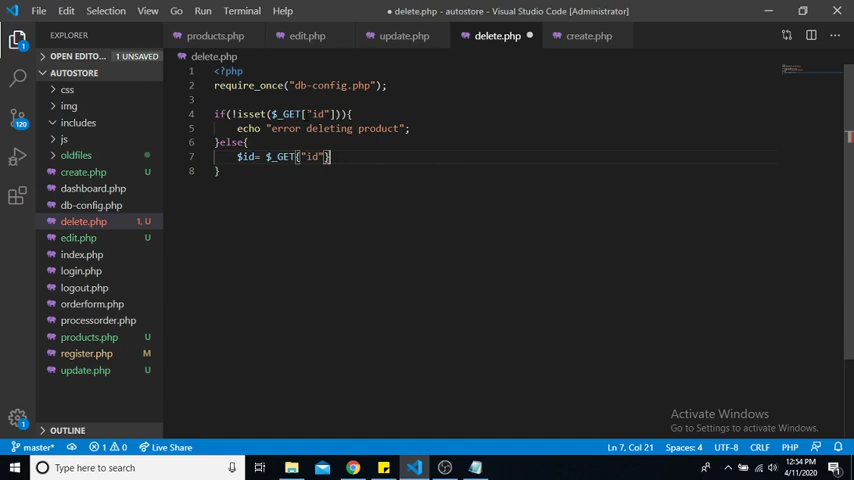 File Edit Selection View Go Run Terminal Help
● delete.php - autostore - Visual Studio Code [Administrator]
EXPLORER
products.php edit.php update.php delete.php ● create.php
OPEN EDITO... 1 UNSAVED
delete.php
AUTOSTORE
css
img
includes
js
oldfiles
create.php U
dashboard.php
db-config.php
delete.php 1, U
edit.php U
index.php
login.php
logout.php
orderform.php
processorder.php
products.php U
register.php M
update.php U
OUTLINE
120
1
1 <?php
2 require_once("db-config.php");
3
4 if(!isset($_GET["id"])){
5 echo "error deleting product";
6 }else{
7 $id= $_GET{"id"}
8 }
Activate Windows
Go to Settings to activate Windows.
master* 1 0 Live Share Ln 7, Col 21 Spaces: 4 UTF-8 CRLF PHP
Type here to search
12:54 PM
4/11/2020